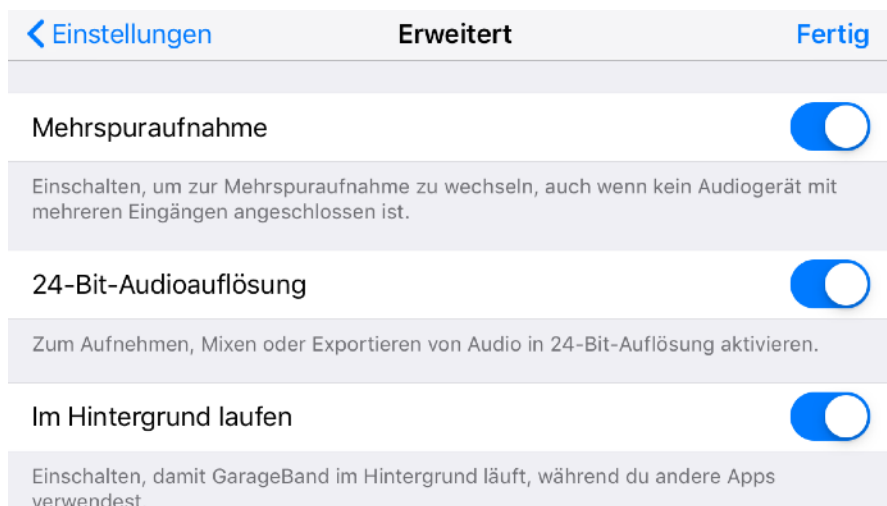 Einstellungen Erweitert Fertig
Mehrspuraufnahme
Einschalten, um zur Mehrspuraufnahme zu wechseln, auch wenn kein Audiogerät mit
mehreren Eingängen angeschlossen ist.
24-Bit-Audioauflösung
Zum Aufnehmen, Mixen oder Exportieren von Audio in 24-Bit-Auflösung aktivieren.
Im Hintergrund laufen
Einschalten, damit GarageBand im Hintergrund läuft, während du andere Apps
verwendest